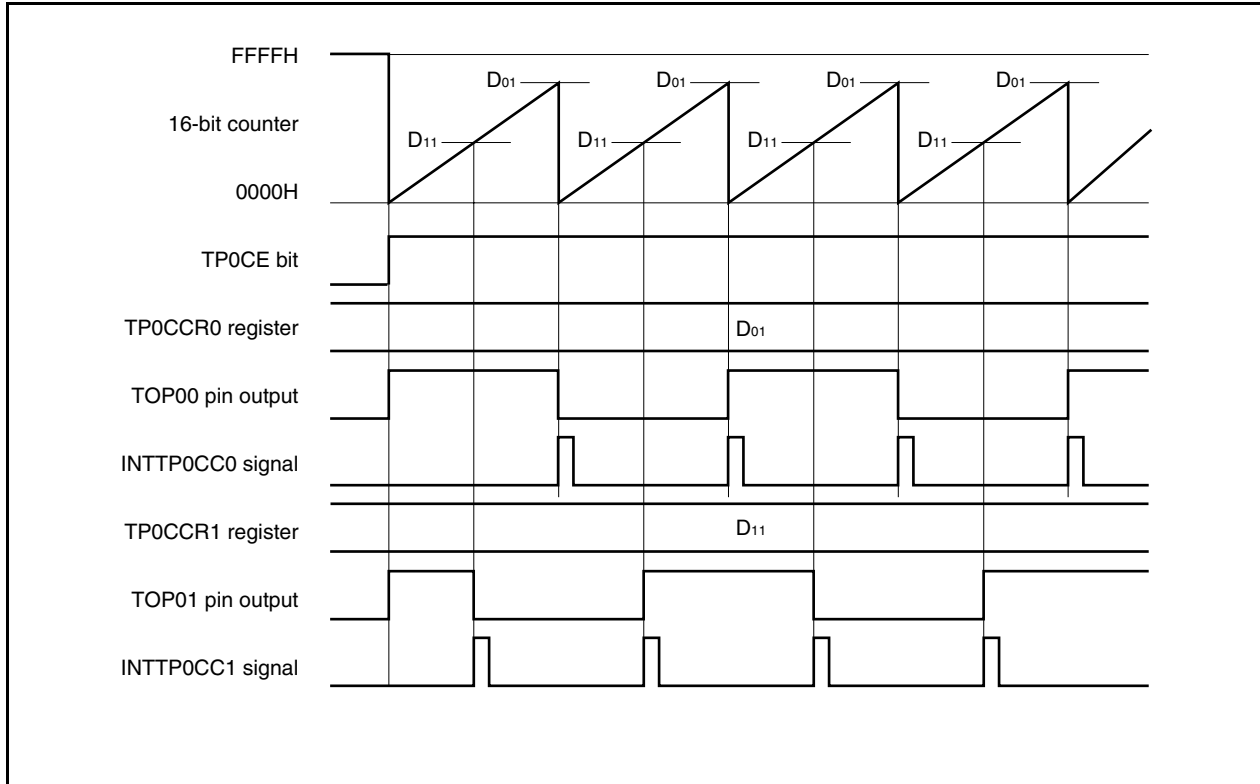 FFFFH
D01 D01 D01 D01
16-bit counter
D11 D11 D11 D11
0000H
TP0CE bit
TP0CCR0 register
D01
TOP00 pin output
INTTP0CC0 signal
TP0CCR1 register
D11
TOP01 pin output
INTTP0CC1 signal